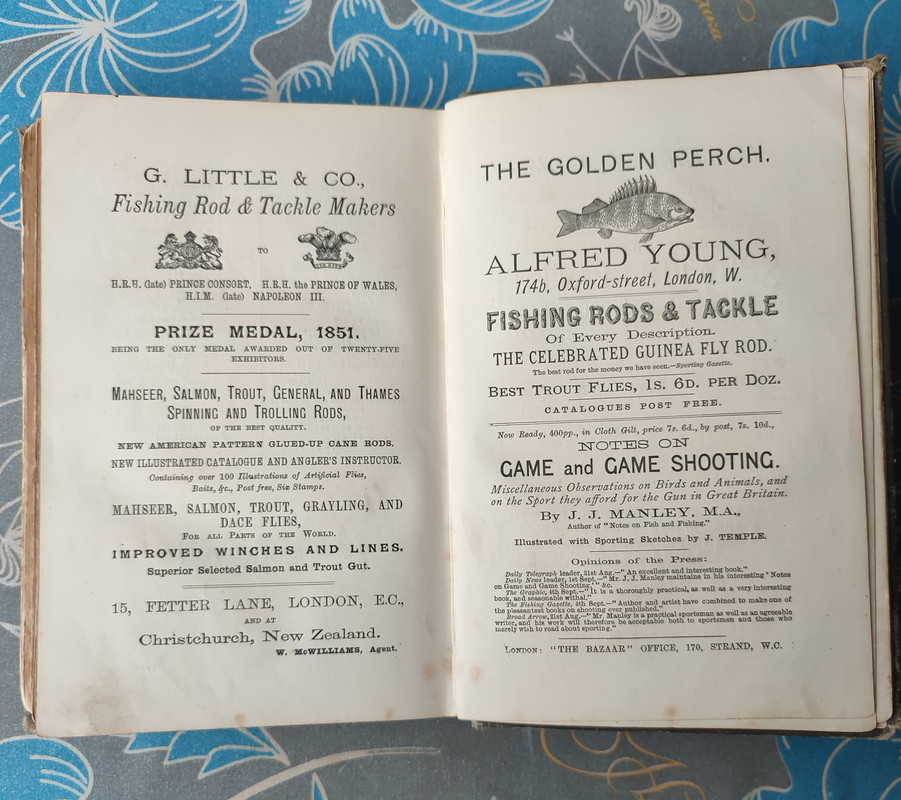 G. LITTLE & CO.,
Fishing Rod & Tackle Makers
TO
H.R.H. (late) PRINCE CONSORT, H.R.H. the PRINCE OF WALES,
H.I.M. (late) NAPOLEON III.
PRIZE MEDAL, 1851.
BEING THE ONLY MEDAL AWARDED OUT OF TWENTY-FIVE
EXHIBITORS.
MAHSEER, SALMON, TROUT, GENERAL, AND THAMES
SPINNING AND TROLLING RODS,
OF THE BEST QUALITY.
NEW AMERICAN PATTERN GLUED-UP CANE RODS.
NEW ILLUSTRATED CATALOGUE AND ANGLER'S INSTRUCTOR.
Containing over 100 Illustrations of Artificial Flies,
Baits, &c., Post free, Six Stamps.
MAHSEER, SALMON, TROUT, GRAYLING, AND
DACE FLIES,
FOR ALL PARTS OF THE WORLD.
IMPROVED WINCHES AND LINES.
Superior Selected Salmon and Trout Gut.
15, FETTER LANE, LONDON, E.C.,
AND AT
Christchurch, New Zealand.
W. McWILLIAMS, Agent.
THE GOLDEN PERCH.
ALFRED YOUNG,
174b, Oxford-street, London, W.
FISHING RODS & TACKLE
Of Every Description.
THE CELEBRATED GUINEA FLY ROD.
The best rod for the money we have seen.—Sporting Gazette.
BEST TROUT FLIES, 1S. 6D. PER DOZ.
CATALOGUES POST FREE.
Now Ready, 400pp., in Cloth Gilt, price 7s. 6d., by post, 7s. 10d.,
NOTES ON
GAME and GAME SHOOTING.
Miscellaneous Observations on Birds and Animals, and
on the Sport they afford for the Gun in Great Britain.
By J. J. MANLEY, M.A.,
Author of "Notes on Fish and Fishing."
Illustrated with Sporting Sketches by J. TEMPLE.
Opinions of the Press:
Daily Telegraph leader, 31st Aug.—"An excellent and interesting book."
Daily News leader, 1st Sept.—"Mr. J. J. Manley maintains in his interesting 'Notes
on Game and Game Shooting,'" &c.
The Graphic, 4th Sept.—"It is a thoroughly practical, as well as a very interesting
book, and seasonable withal."
The Fishing Gazette, 4th Sept.—"Author and artist have combined to make one of
the pleasantest books on shooting ever published."
Broad Arrow, 21st Aug.—"Mr. Manley is a practical sportsman as well as an agreeable
writer, and his work will therefore be acceptable both to sportsmen and those who
merely wish to read about sporting."
LONDON: "THE BAZAAR" OFFICE, 170, STRAND, W.C.